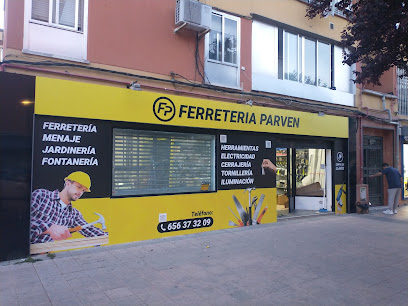 FP FERRETERIA PARVEN
FERRETERÍA
MENAJE
JARDINERÍA
FONTANERÍA
HERRAMIENTAS
ELECTRICIDAD
CERRAJERÍA
TORNILLERÍA
ILUMINACIÓN
Teléfono:
656 37 32 09